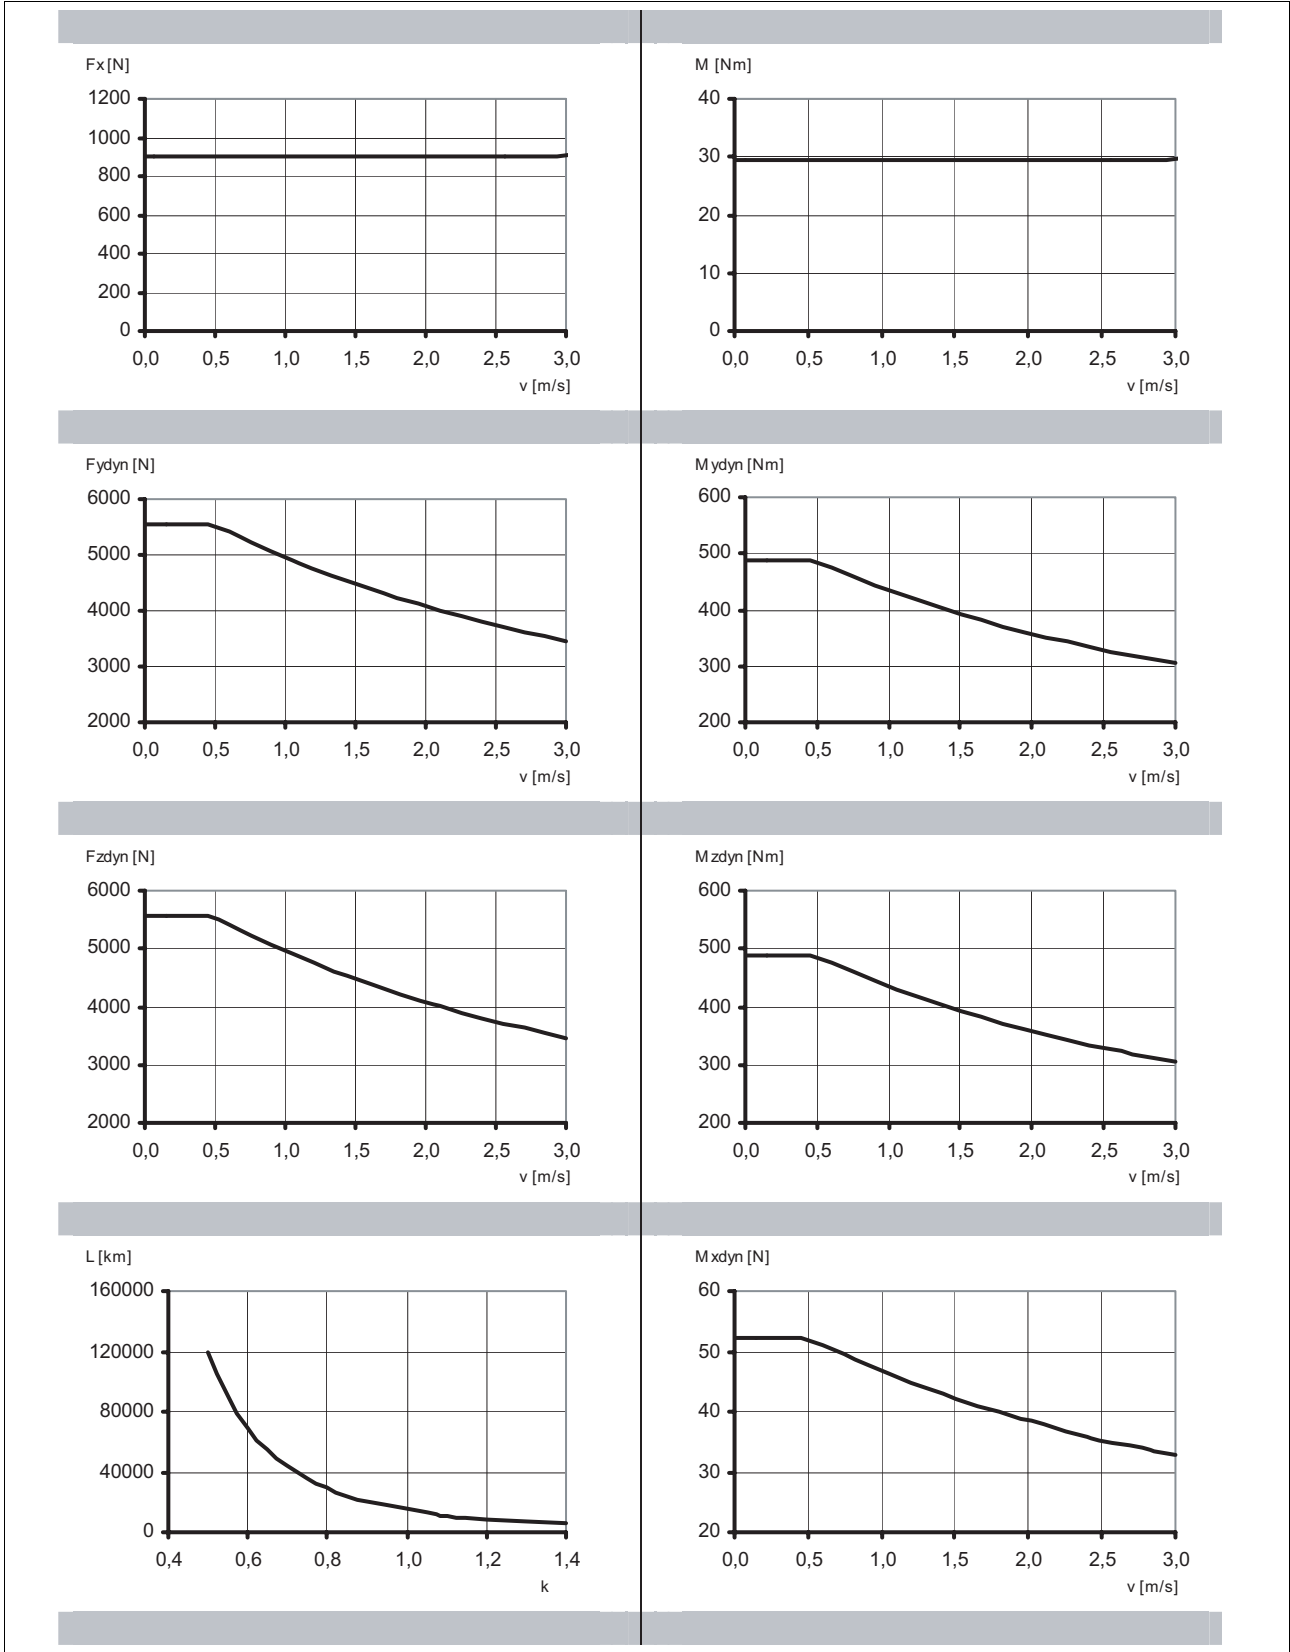 Fx [N]
1200
1000
800
600
400
200
0
0,0 0,5 1,0 1,5 2,0 2,5 3,0
v [m/s]
M [Nm]
40
30
20
10
0
0,0 0,5 1,0 1,5 2,0 2,5 3,0
v [m/s]
Fydyn [N]
6000
5000
4000
3000
2000
0,0 0,5 1,0 1,5 2,0 2,5 3,0
v [m/s]
Mydyn [Nm]
600
500
400
300
200
0,0 0,5 1,0 1,5 2,0 2,5 3,0
v [m/s]
Fzdyn [N]
6000
5000
4000
3000
2000
0,0 0,5 1,0 1,5 2,0 2,5 3,0
v [m/s]
Mzdyn [Nm]
600
500
400
300
200
0,0 0,5 1,0 1,5 2,0 2,5 3,0
v [m/s]
L [km]
160000
120000
80000
40000
0
0,4 0,6 0,8 1,0 1,2 1,4
k
Mxdyn [N]
60
50
40
30
20
0,0 0,5 1,0 1,5 2,0 2,5 3,0
v [m/s]